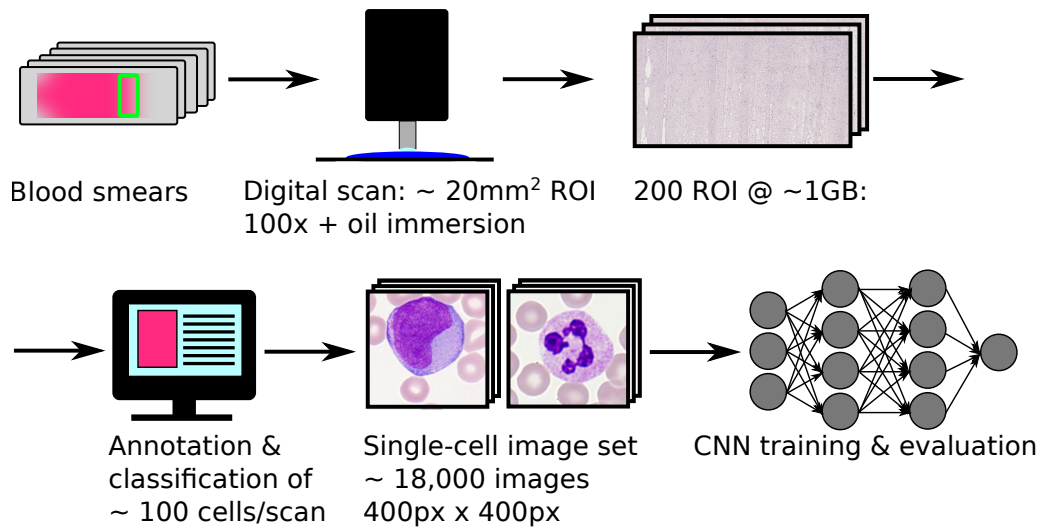 Blood smears
Digital scan: ~ 20mm² ROI
100x + oil immersion
200 ROI @ ~1GB:
Annotation &
classification of
~ 100 cells/scan
Single-cell image set
~ 18,000 images
400px x 400px
CNN training & evaluation